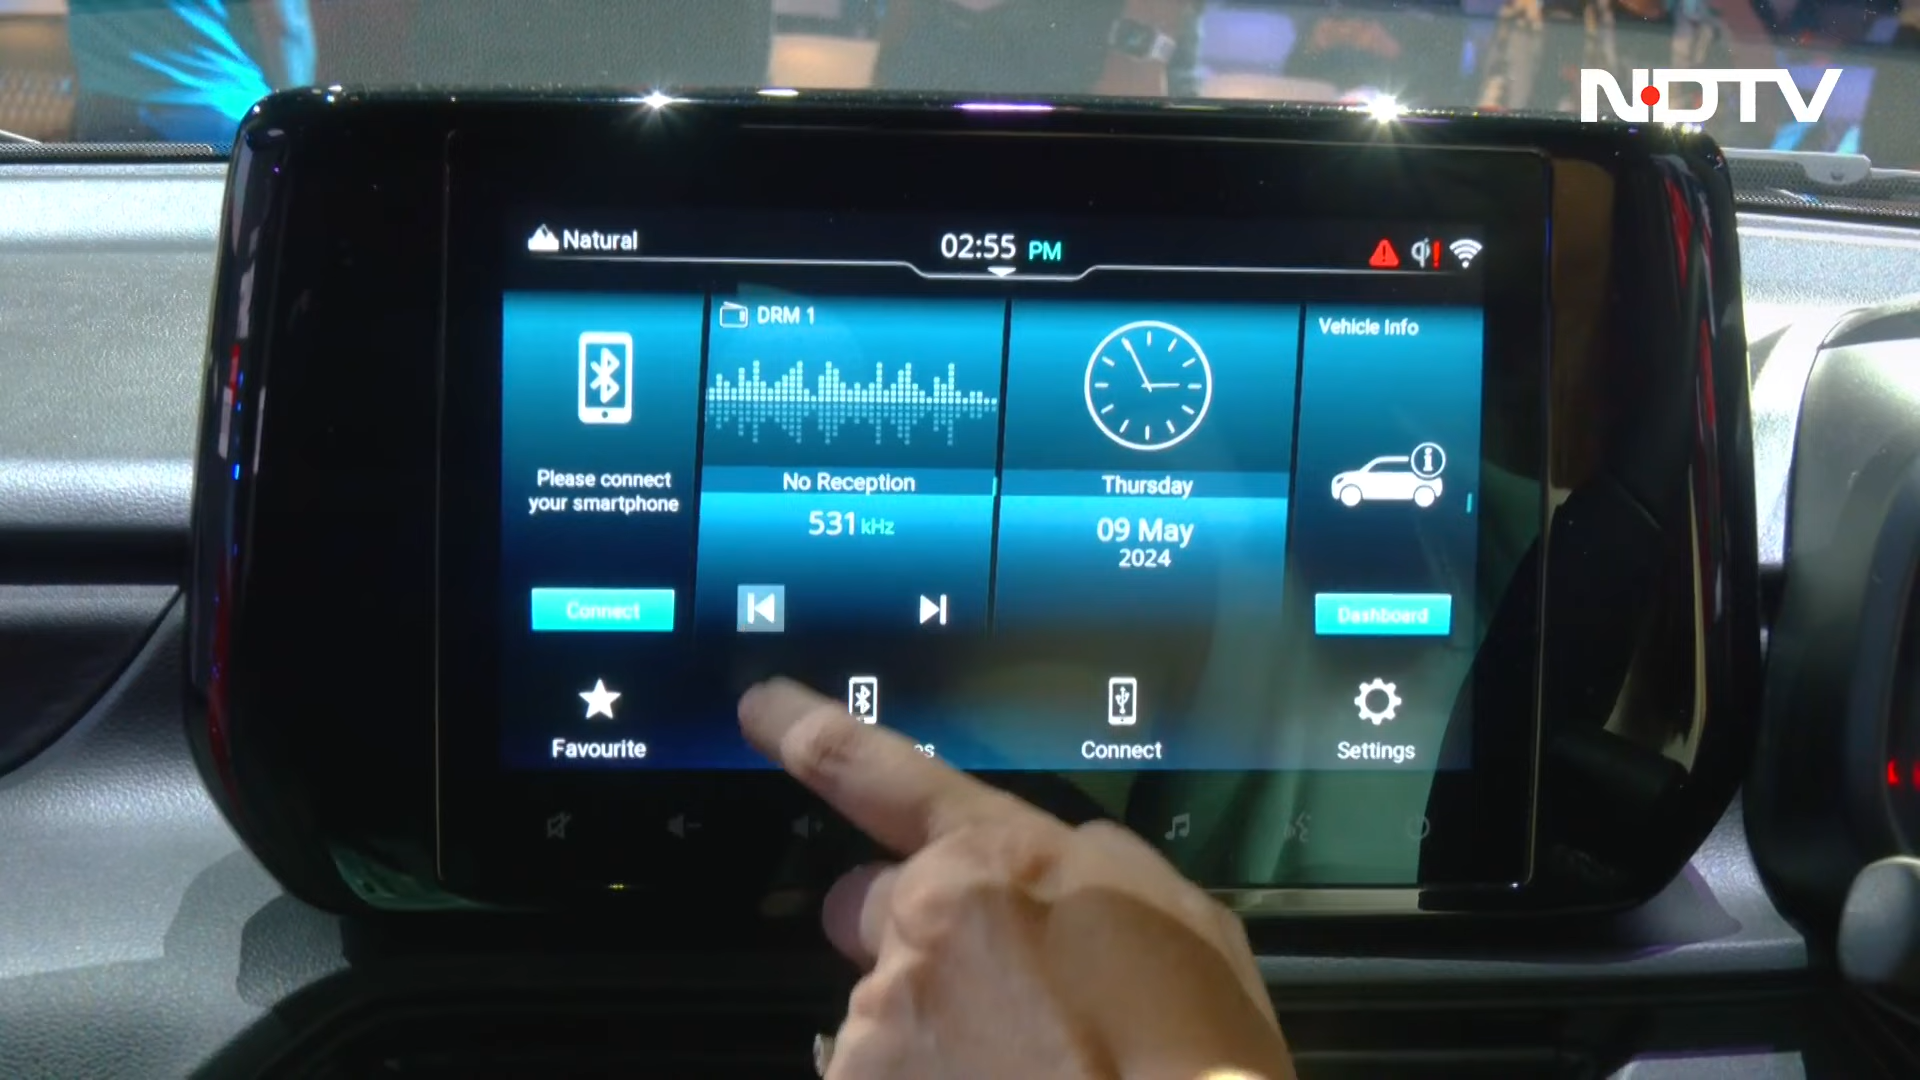 NDTV
Natural
02:55 PM
DRM 1
Vehicle Info
Please connect
your smartphone
No Reception
531 kHz
Thursday
09 May
2024
Connect
Dashboard
Favourite
Connect
Settings